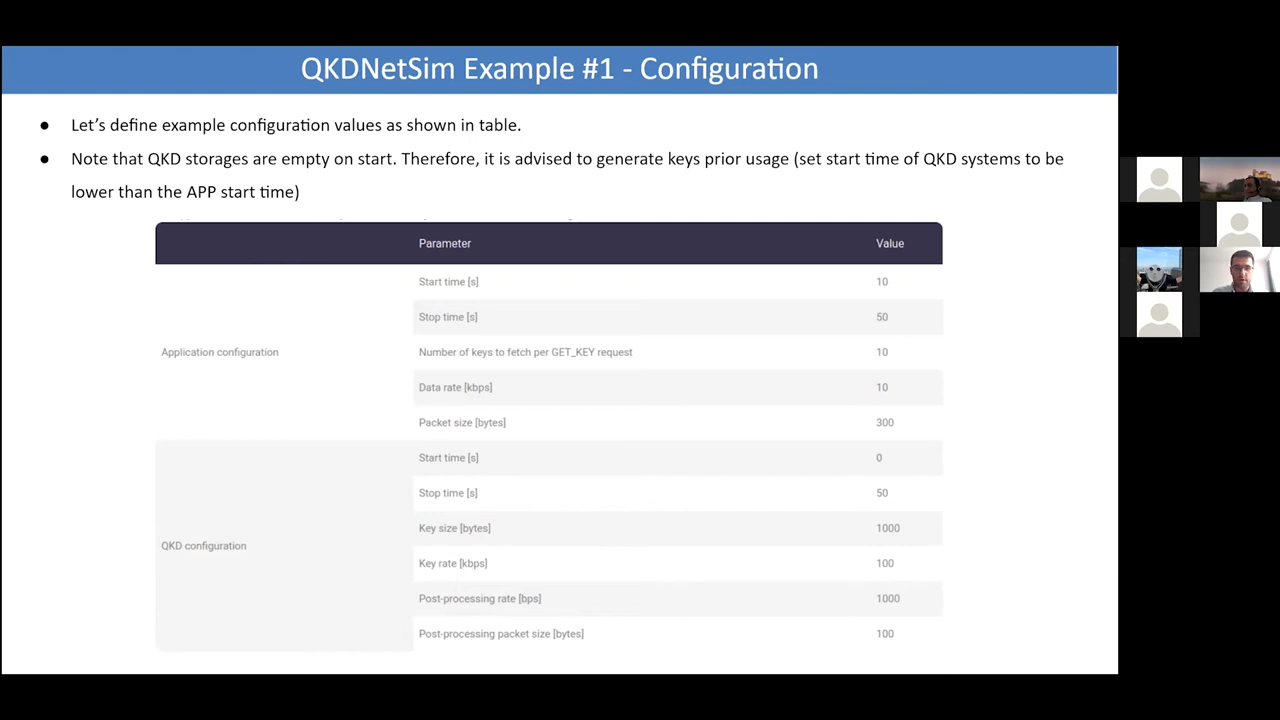 QKDNetSim Example #1 - Configuration
● Let's define example configuration values as shown in table.
● Note that QKD storages are empty on start. Therefore, it is advised to generate keys prior usage (set start time of QKD systems to be
lower than the APP start time)
Parameter Value
Application configuration
Start time [s] 10
Stop time [s] 50
Number of keys to fetch per GET_KEY request 10
Data rate [kbps] 10
Packet size [bytes] 300
QKD configuration
Start time [s] 0
Stop time [s] 50
Key size [bytes] 1000
Key rate [kbps] 100
Post-processing rate [bps] 1000
Post-processing packet size [bytes] 100